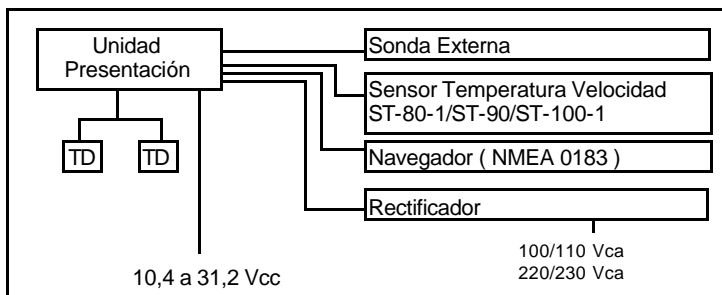 Unidad
Presentación
Sonda Externa
Sensor Temperatura Velocidad
ST-80-1/ST-90/ST-100-1
TD
TD
Navegador ( NMEA 0183 )
Rectificador
100/110 Vca
220/230 Vca
10,4 a 31,2 Vcc